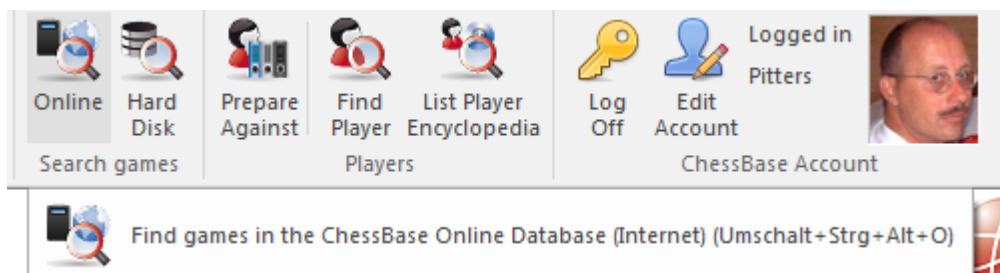 Online
Hard
Disk
Search games
Prepare
Against
Find
Player
List Player
Encyclopedia
Players
Log
Off
Edit
Account
Logged in
Pitters
ChessBase Account
Find games in the ChessBase Online Database (Internet) (Umschalt+Strg+Alt+O)